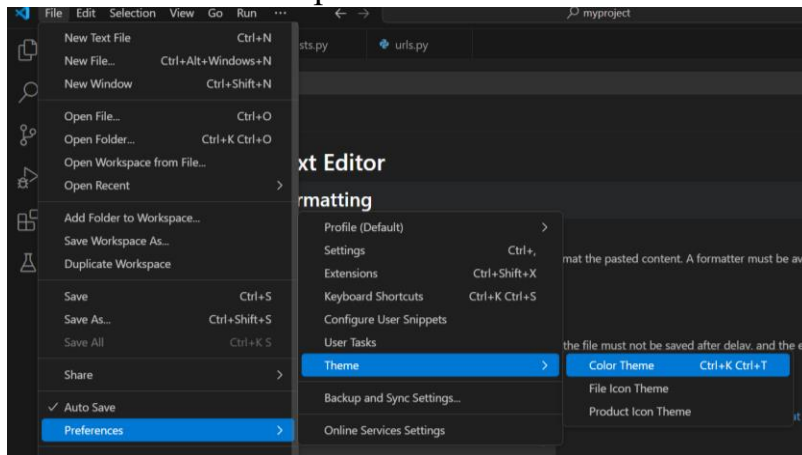 File Edit Selection View Go Run ··· ← → myproject
New Text File Ctrl+N
New File... Ctrl+Alt+Windows+N
New Window Ctrl+Shift+N
Open File... Ctrl+O
Open Folder... Ctrl+K Ctrl+O
Open Workspace from File...
Open Recent >
Add Folder to Workspace...
Save Workspace As...
Duplicate Workspace
Save Ctrl+S
Save As... Ctrl+Shift+S
Save All Ctrl+K S
Share >
✓ Auto Save
Preferences >
sts.py urls.py
xt Editor
rmatting
mat the pasted content. A formatter must be av
the file must not be saved after delay, and the e
Profile (Default) >
Settings Ctrl+,
Extensions Ctrl+Shift+X
Keyboard Shortcuts Ctrl+K Ctrl+S
Configure User Snippets
User Tasks
Theme >
Backup and Sync Settings...
Online Services Settings
Color Theme Ctrl+K Ctrl+T
File Icon Theme
Product Icon Theme